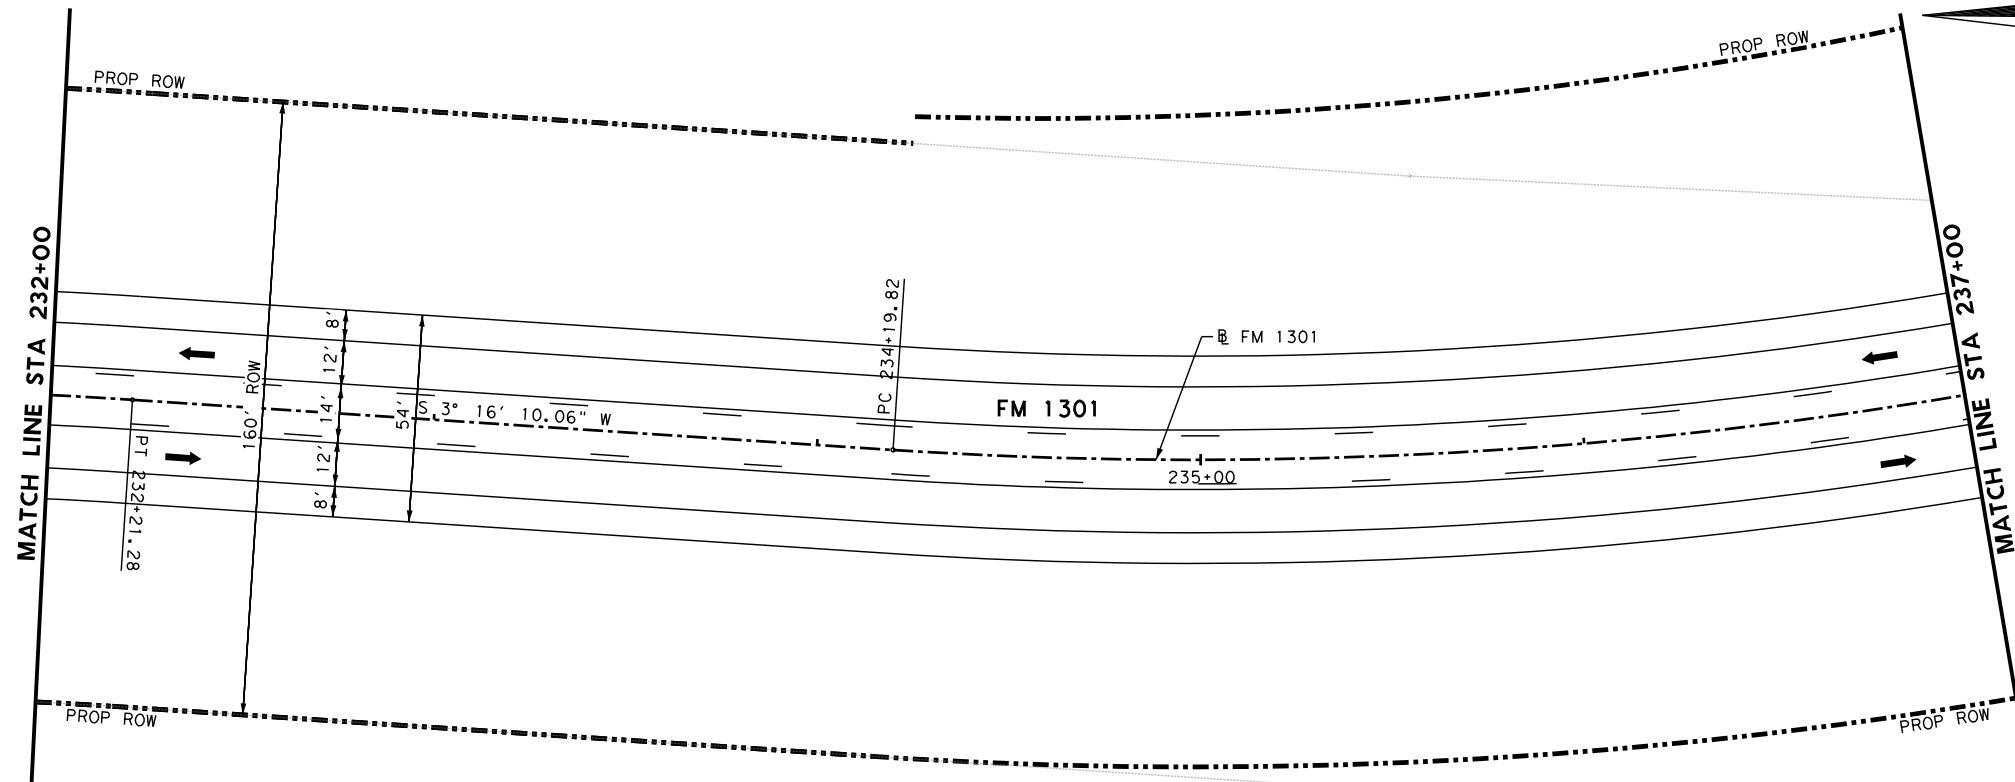 PROP ROW
PROP ROW
MATCH LINE STA 232+00
MATCH LINE STA 237+00
8'
12'
14'
12'
8'
54'
160' ROW
S 3° 16' 10.06" W
PT 232+21.28
PC 234+19.82
FM 1301
℄ FM 1301
235+00
PROP ROW
PROP ROW